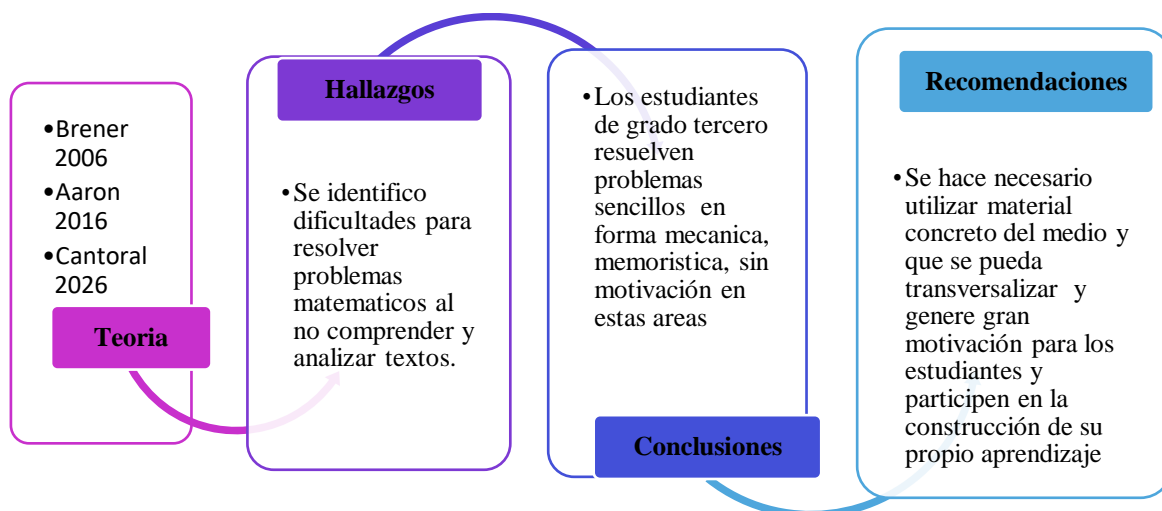 •Brener
2006
•Aaron
2016
•Cantoral
2026
Teoria
Hallazgos
•Se identifico
dificultades para
resolver
problemas
matematicos al
no comprender y
analizar textos.
•Los estudiantes
de grado tercero
resuelven
problemas
sencillos en
forma mecanica,
memoristica, sin
motivación en
estas areas
Conclusiones
Recomendaciones
•Se hace necesario
utilizar material
concreto del medio y
que se pueda
transversalizar y
genere gran
motivación para los
estudiantes y
participen en la
construcción de su
propio aprendizaje